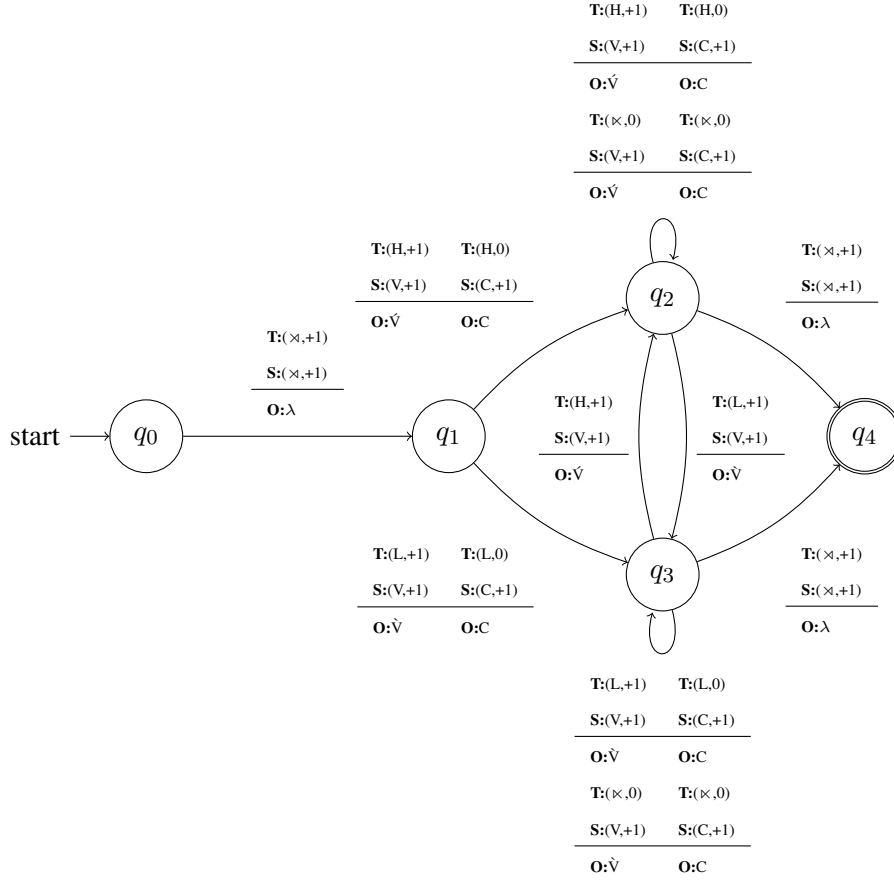 T:(H,+1) T:(H,0)
S:(V,+1) S:(C,+1)
O:V́ O:C
T:(⋉,0) T:(⋉,0)
S:(V,+1) S:(C,+1)
O:V́ O:C
T:(H,+1) T:(H,0)
S:(V,+1) S:(C,+1)
O:V́ O:C
T:(⋊,+1)
S:(⋊,+1)
O:λ
q2
T:(⋊,+1)
S:(⋊,+1)
O:λ
start
q0
q1
T:(H,+1)
S:(V,+1)
O:V́
T:(L,+1)
S:(V,+1)
O:V̀
q4
T:(L,+1) T:(L,0)
S:(V,+1) S:(C,+1)
O:V̀ O:C
q3
T:(⋊,+1)
S:(⋊,+1)
O:λ
T:(L,+1) T:(L,0)
S:(V,+1) S:(C,+1)
O:V̀ O:C
T:(⋉,0) T:(⋉,0)
S:(V,+1) S:(C,+1)
O:V̀ O:C